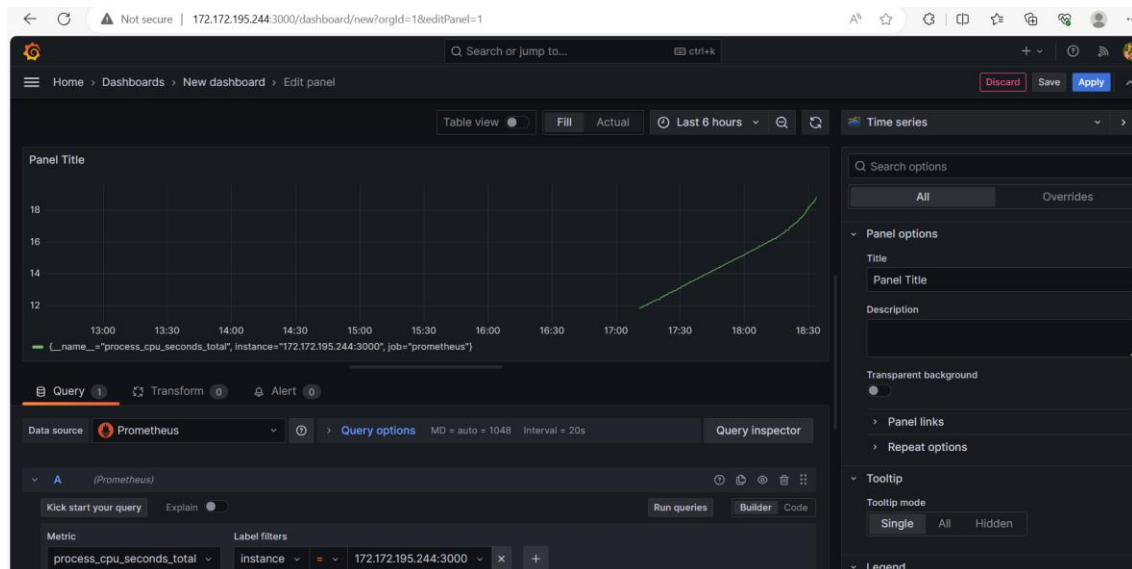 Not secure | 172.172.195.244:3000/dashboard/new?orgId=1&editPanel=1
Search or jump to... ctrl+k
Home > Dashboards > New dashboard > Edit panel
Discard Save Apply
Table view Fill Actual Last 6 hours
Time series
Panel Title
Search options
All Overrides
18
16
14
12
13:00 13:30 14:00 14:30 15:00 15:30 16:00 16:30 17:00 17:30 18:00 18:30
{__name__="process_cpu_seconds_total", instance="172.172.195.244:3000", job="prometheus"}
Panel options
Title
Panel Title
Description
Transparent background
Panel links
Repeat options
Tooltip
Tooltip mode
Single All Hidden
Legend
Query 1 Transform 0 Alert 0
Data source Prometheus > Query options MD = auto = 1048 Interval = 20s Query inspector
A (Prometheus)
Kick start your query Explain Run queries Builder Code
Metric Label filters
process_cpu_seconds_total instance = 172.172.195.244:3000 × +